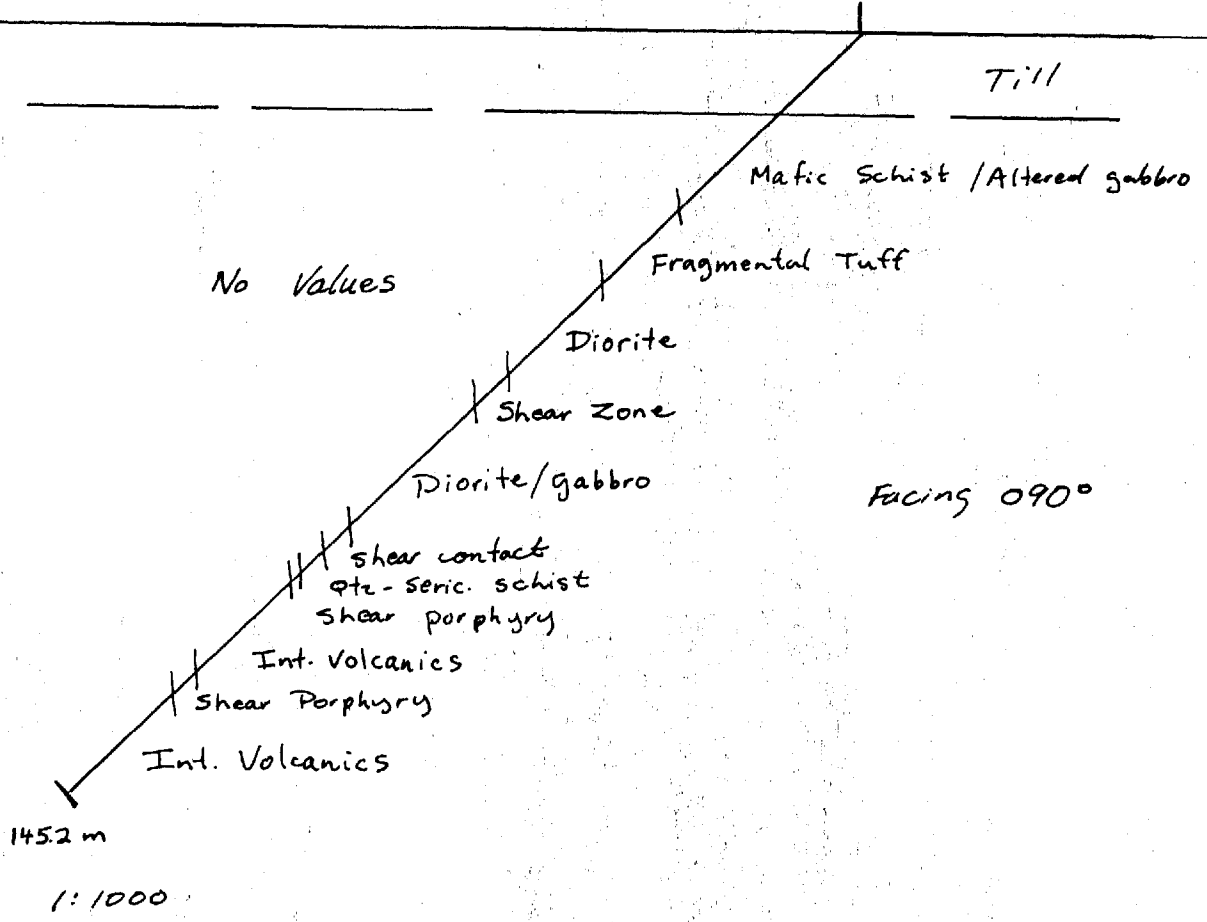 Till
Mafic Schist / Altered gabbro
Fragmental Tuff
No Values
Diorite
Shear Zone
Diorite/gabbro
Facing 090°
shear contact
Qtz - Seric. schist
Shear porphyry
Int. Volcanics
Shear Porphyry
Int. Volcanics
145.2 m
1:1000